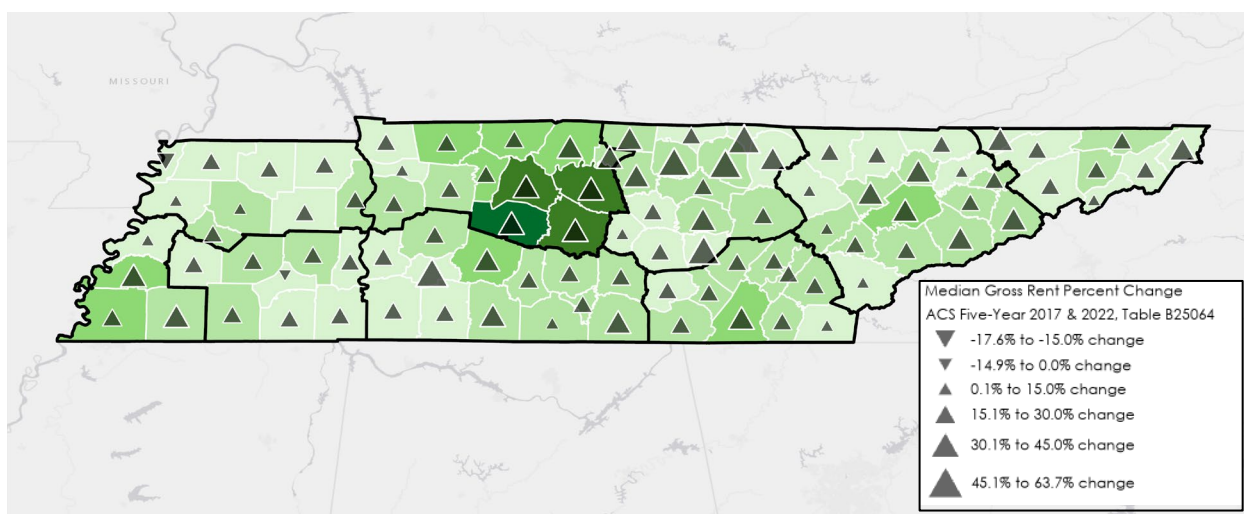 MISSOURI
Median Gross Rent Percent Change
ACS Five-Year 2017 & 2022, Table B25064
-17.6% to -15.0% change
-14.9% to 0.0% change
0.1% to 15.0% change
15.1% to 30.0% change
30.1% to 45.0% change
45.1% to 63.7% change